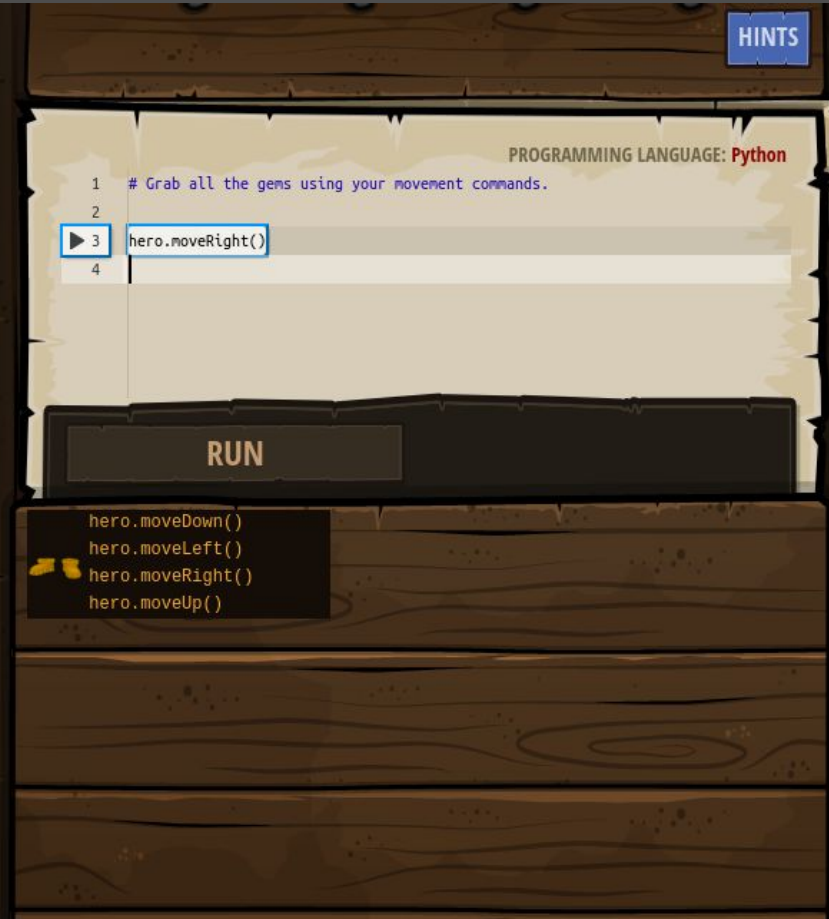 HINTS
PROGRAMMING LANGUAGE: Python
1 # Grab all the gems using your movement commands.
2
3 hero.moveRight()
4
RUN
hero.moveDown()
hero.moveLeft()
hero.moveRight()
hero.moveUp()